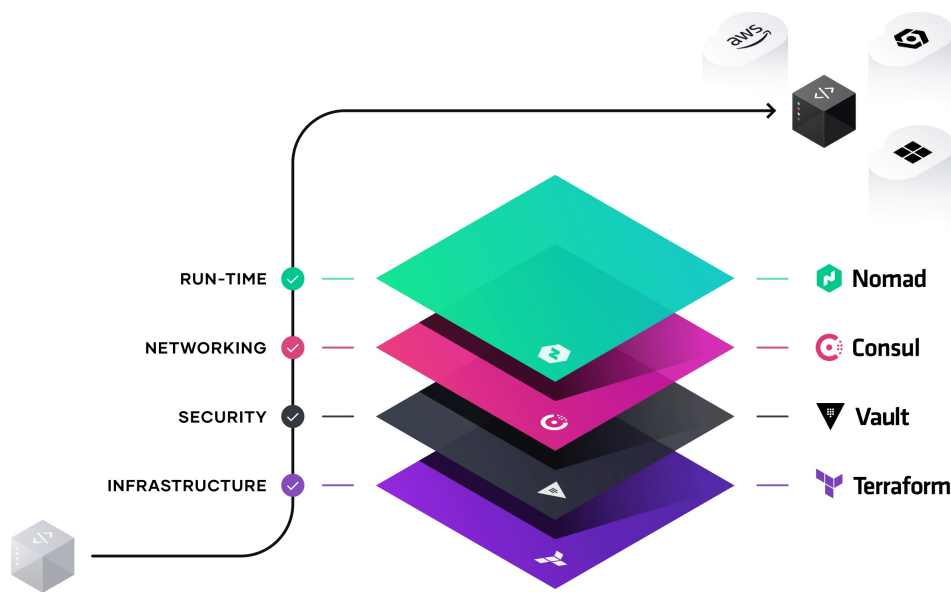 aws
</>
RUN-TIME
Nomad
NETWORKING
Consul
SECURITY
Vault
INFRASTRUCTURE
Terraform
</>